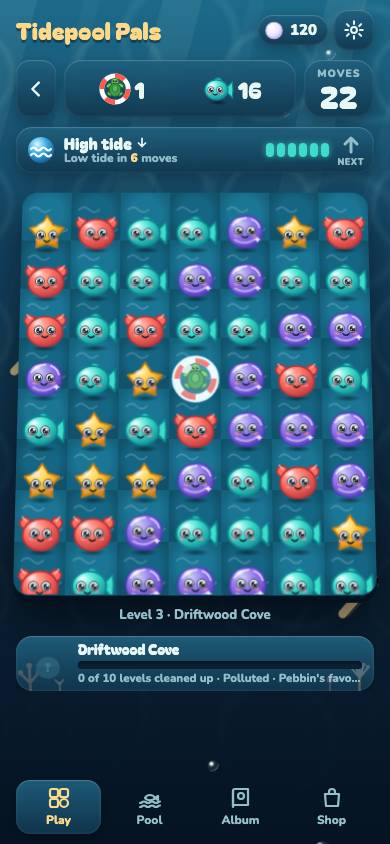 Tidepool Pals
120
1
16
MOVES
22
High tide ↓
Low tide in 6 moves
NEXT
Level 3 · Driftwood Cove
Driftwood Cove
0 of 10 levels cleaned up · Polluted · Pebbin's favo...
Play
Pool
Album
Shop